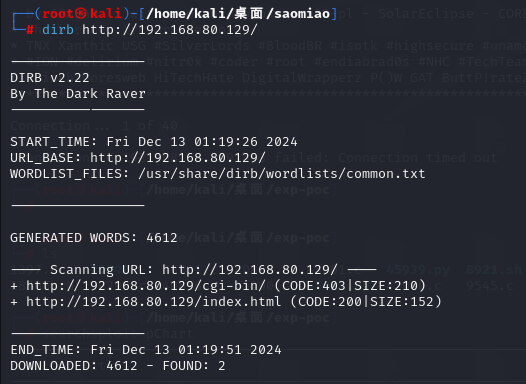 ┌──(root㉿kali)-[/home/kali/桌面/saomiao]
└─# dirb http://192.168.80.129/
-----------------
DIRB v2.22
By The Dark Raver
-----------------
START_TIME: Fri Dec 13 01:19:26 2024
URL_BASE: http://192.168.80.129/
WORDLIST_FILES: /usr/share/dirb/wordlists/common.txt
-----------------
GENERATED WORDS: 4612
---- Scanning URL: http://192.168.80.129/ ----
+ http://192.168.80.129/cgi-bin/ (CODE:403|SIZE:210)
+ http://192.168.80.129/index.html (CODE:200|SIZE:152)
-----------------
END_TIME: Fri Dec 13 01:19:51 2024
DOWNLOADED: 4612 - FOUND: 2